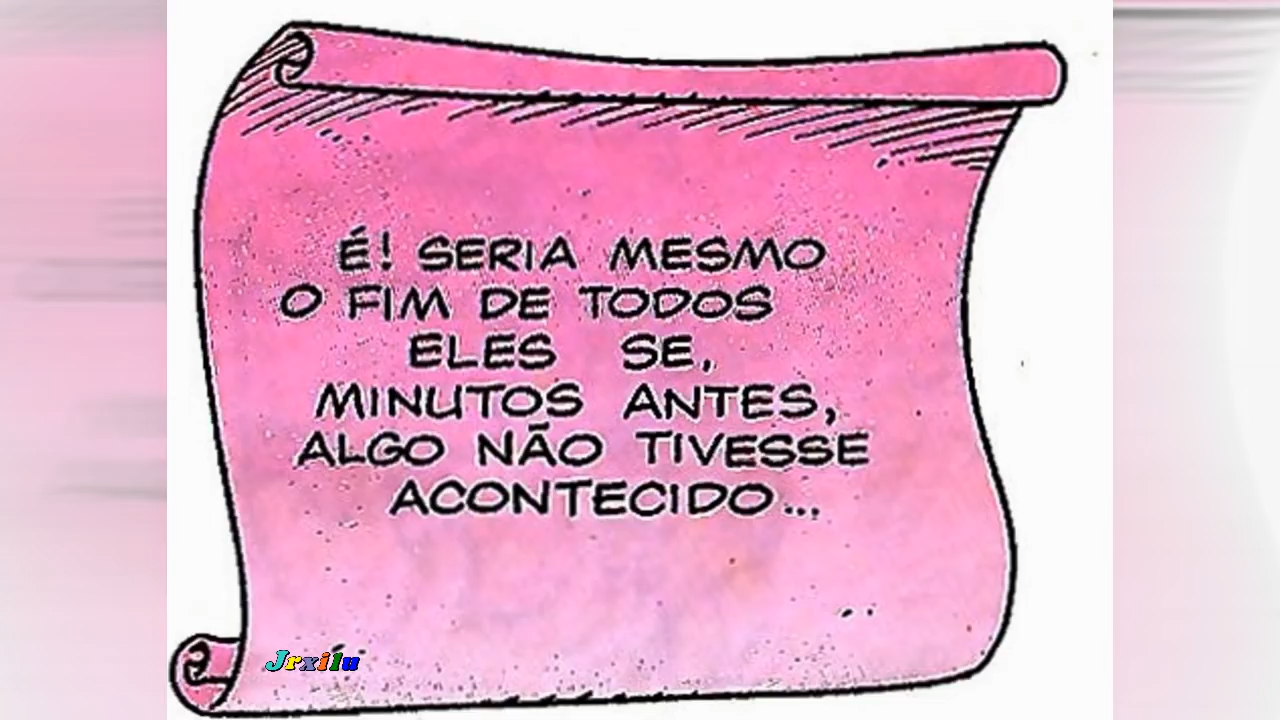 É! SERIA MESMO
O FIM DE TODOS
ELES SE,
MINUTOS ANTES,
ALGO NÃO TIVESSE
ACONTECIDO...
Jrxilu